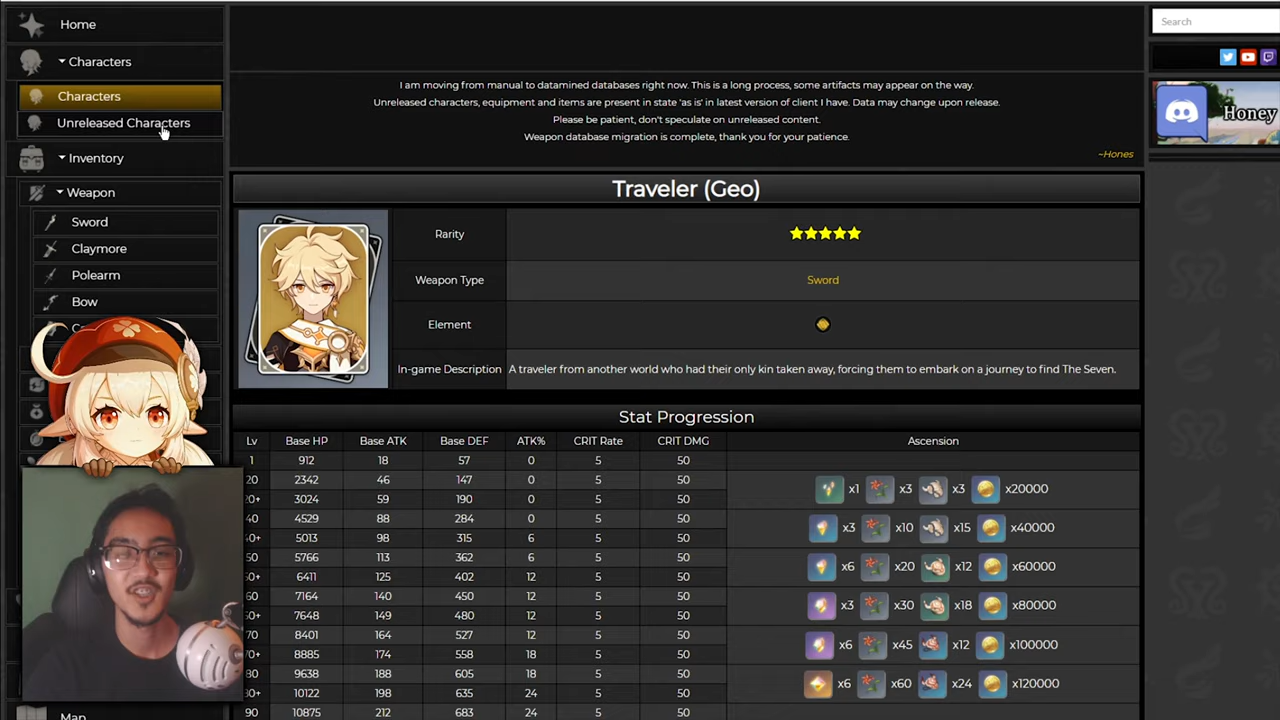 Home
Characters
Characters
Unreleased Characters
Inventory
Weapon
Sword
Claymore
Polearm
Bow
Map
I am moving from manual to datamined databases right now. This is a long process, some artifacts may appear on the way.
Unreleased characters, equipment and items are present in state 'as is' in latest version of client I have. Data may change upon release.
Please be patient, don't speculate on unreleased content.
Weapon database migration is complete, thank you for your patience.
~Hones
Search
Honey
Traveler (Geo)
Rarity
Weapon Type Sword
Element
In-game Description A traveler from another world who had their only kin taken away, forcing them to embark on a journey to find The Seven.
Stat Progression
Lv Base HP Base ATK Base DEF ATK% CRIT Rate CRIT DMG Ascension
1 912 18 57 0 5 50
20 2342 46 147 0 5 50 x1 x3 x3 x20000
20+ 3024 59 190 0 5 50
40 4529 88 284 0 5 50 x3 x10 x15 x40000
40+ 5013 98 315 6 5 50
50 5766 113 362 6 5 50 x6 x20 x12 x60000
50+ 6411 125 402 12 5 50
60 7164 140 450 12 5 50 x3 x30 x18 x80000
60+ 7648 149 480 12 5 50
70 8401 164 527 12 5 50 x6 x45 x12 x100000
70+ 8885 174 558 18 5 50
80 9638 188 605 18 5 50 x6 x60 x24 x120000
80+ 10122 198 635 24 5 50
90 10875 212 683 24 5 50